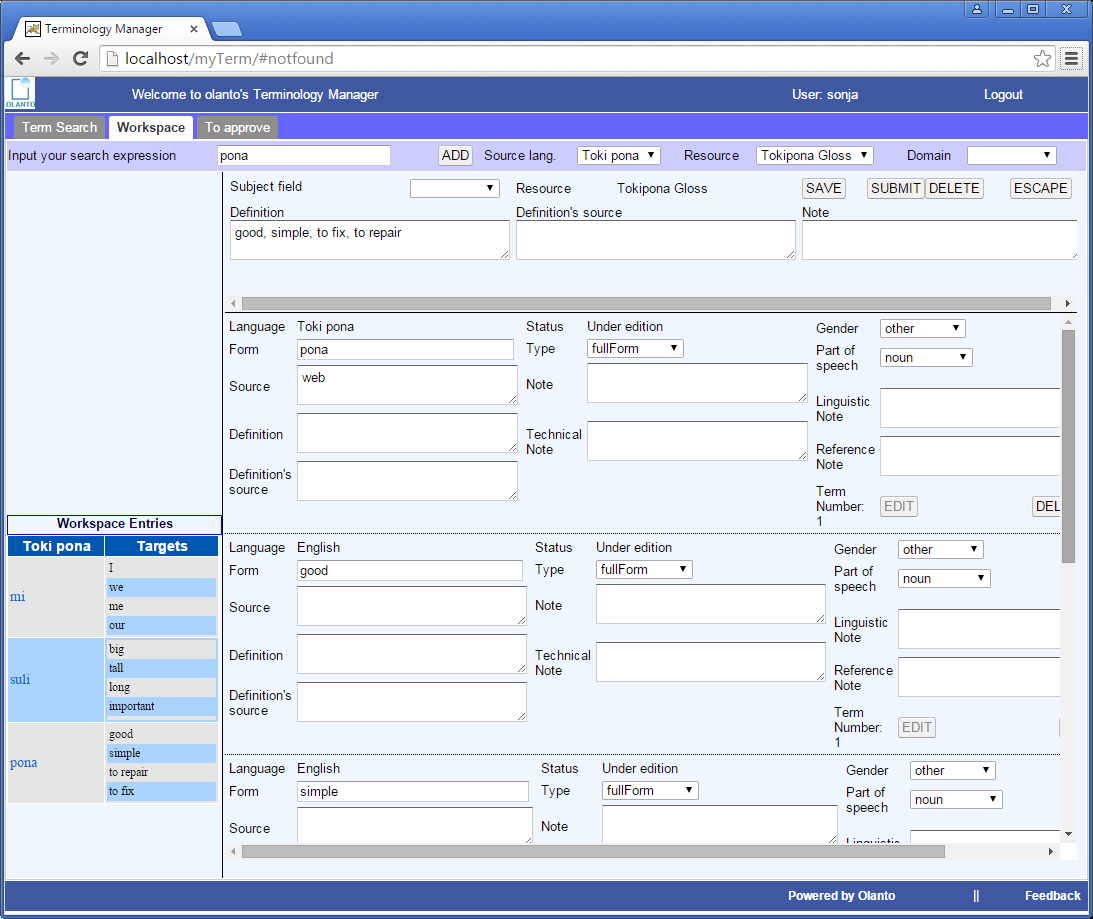 Terminology Manager
localhost/myTerm/#notfound
OLANTO
Welcome to olanto's Terminology Manager User: sonja Logout
Term Search Workspace To approve
Input your search expression pona ADD Source lang. Toki pona Resource Tokipona Gloss Domain
Subject field Resource Tokipona Gloss SAVE SUBMIT DELETE ESCAPE
Definition Definition's source Note
good, simple, to fix, to repair
Language Toki pona Status Under edition Gender other
Form pona Type fullForm Part of speech noun
Source web Note
Linguistic Note
Definition Technical Note
Reference Note
Definition's source
Term Number: 1 EDIT DEL
Workspace Entries
Toki pona Targets
mi
I
we
me
our
suli
big
tall
long
important
pona
good
simple
to repair
to fix
Language English Status Under edition Gender other
Form good Type fullForm Part of speech noun
Source Note
Linguistic Note
Definition Technical Note
Reference Note
Definition's source
Term Number: 1 EDIT
Language English Status Under edition Gender other
Form simple Type fullForm Part of speech noun
Source Note
Linguistic
Powered by Olanto || Feedback